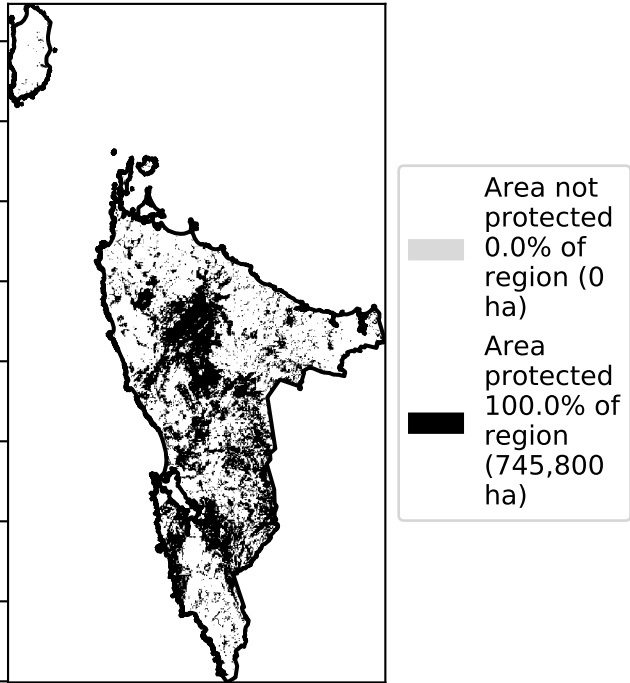 Area not
protected
0.0% of
region (0
ha)
Area
protected
100.0% of
region
(745,800
ha)